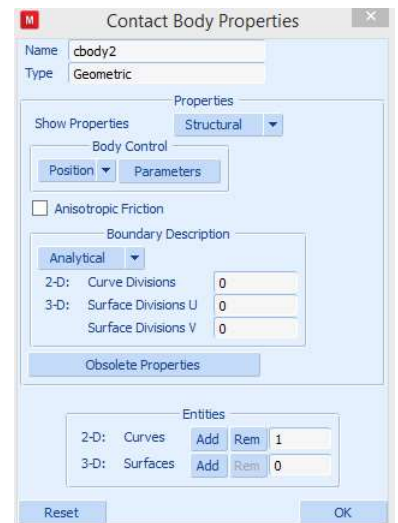 M Contact Body Properties ×
Name cbody2
Type Geometric
Properties
Show Properties Structural
Body Control
Position Parameters
Anisotropic Friction
Boundary Description
Analytical
2-D: Curve Divisions 0
3-D: Surface Divisions U 0
Surface Divisions V 0
Obsolete Properties
Entities
2-D: Curves Add Rem 1
3-D: Surfaces Add Rem 0
Reset OK